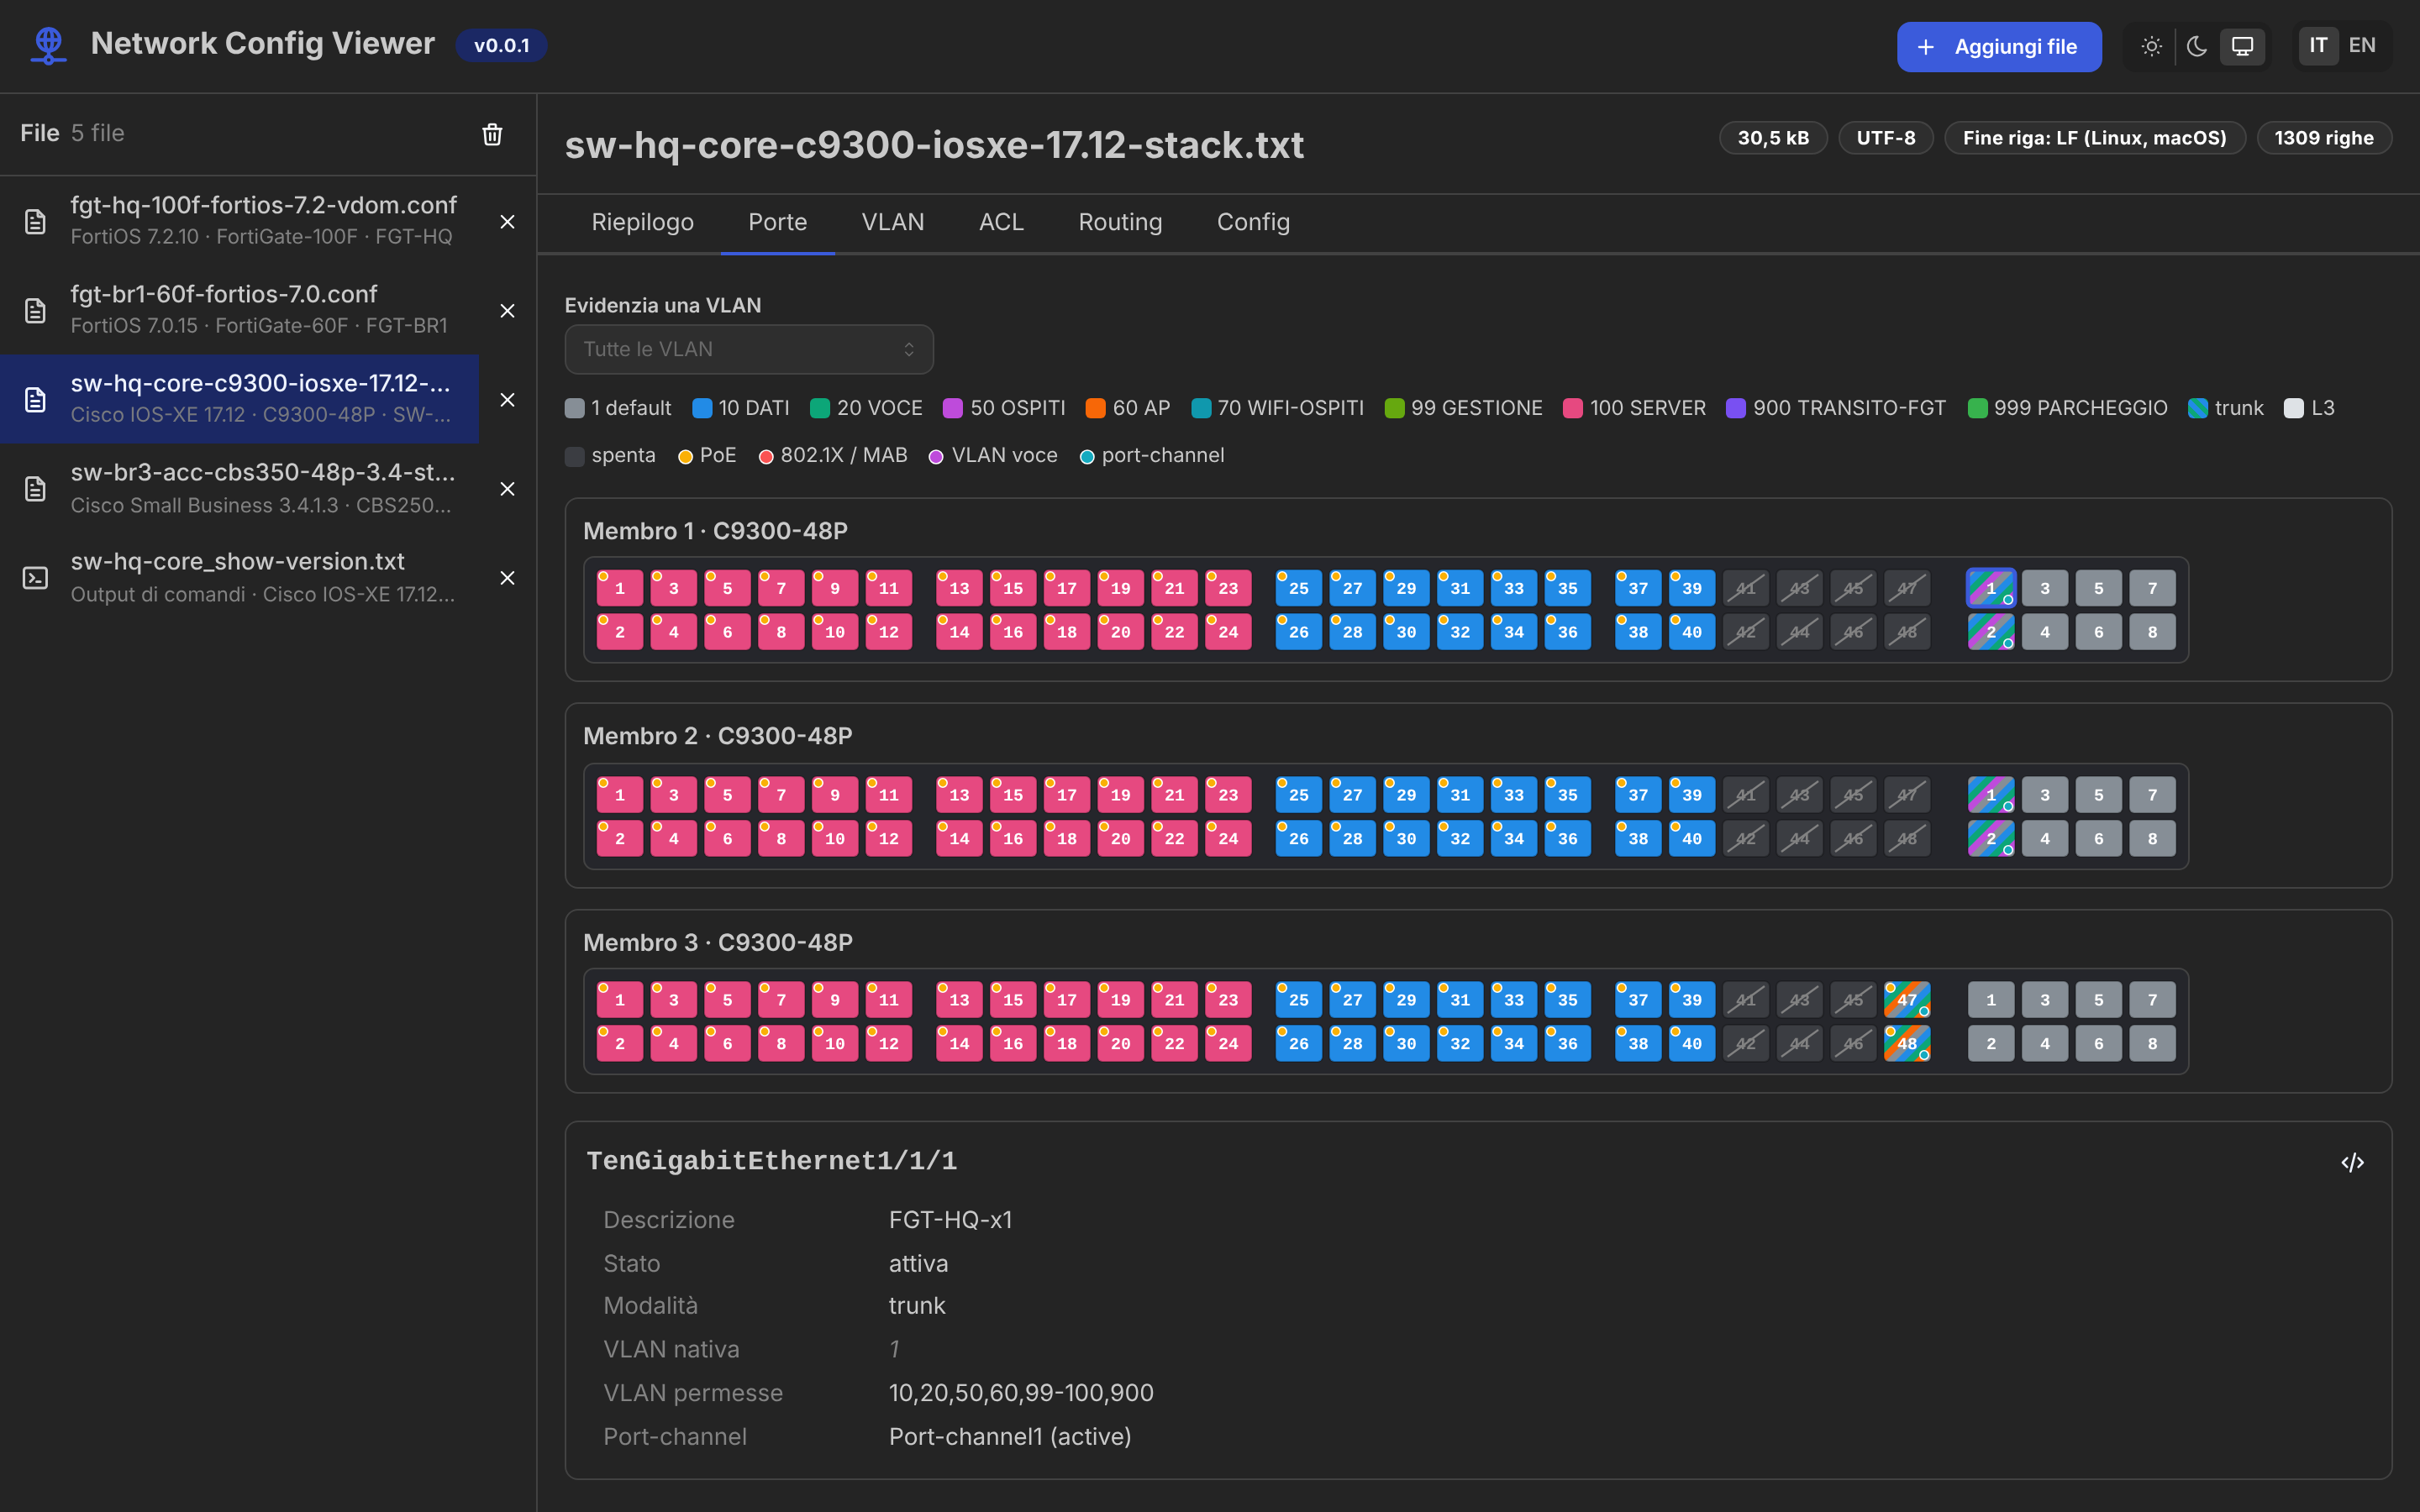 Network Config Viewer v0.0.1
Aggiungi file
IT EN
File 5 file
fgt-hq-100f-fortios-7.2-vdom.conf
FortiOS 7.2.10 · FortiGate-100F · FGT-HQ
fgt-br1-60f-fortios-7.0.conf
FortiOS 7.0.15 · FortiGate-60F · FGT-BR1
sw-hq-core-c9300-iosxe-17.12-...
Cisco IOS-XE 17.12 · C9300-48P · SW-...
sw-br3-acc-cbs350-48p-3.4-st...
Cisco Small Business 3.4.1.3 · CBS250...
sw-hq-core_show-version.txt
Output di comandi · Cisco IOS-XE 17.12...
sw-hq-core-c9300-iosxe-17.12-stack.txt
30,5 kB UTF-8 Fine riga: LF (Linux, macOS) 1309 righe
Riepilogo Porte VLAN ACL Routing Config
Evidenzia una VLAN
Tutte le VLAN
1 default 10 DATI 20 VOCE 50 OSPITI 60 AP 70 WIFI-OSPITI 99 GESTIONE 100 SERVER 900 TRANSITO-FGT 999 PARCHEGGIO trunk L3
spenta PoE 802.1X / MAB VLAN voce port-channel
Membro 1 · C9300-48P
1 3 5 7 9 11 13 15 17 19 21 23 25 27 29 31 33 35 37 39 41 43 45 47 1 3 5 7
2 4 6 8 10 12 14 16 18 20 22 24 26 28 30 32 34 36 38 40 42 44 46 48 2 4 6 8
Membro 2 · C9300-48P
1 3 5 7 9 11 13 15 17 19 21 23 25 27 29 31 33 35 37 39 41 43 45 47 1 3 5 7
2 4 6 8 10 12 14 16 18 20 22 24 26 28 30 32 34 36 38 40 42 44 46 48 2 4 6 8
Membro 3 · C9300-48P
1 3 5 7 9 11 13 15 17 19 21 23 25 27 29 31 33 35 37 39 41 43 45 47 1 3 5 7
2 4 6 8 10 12 14 16 18 20 22 24 26 28 30 32 34 36 38 40 42 44 46 48 2 4 6 8
TenGigabitEthernet1/1/1
Descrizione FGT-HQ-x1
Stato attiva
Modalità trunk
VLAN nativa 1
VLAN permesse 10,20,50,60,99-100,900
Port-channel Port-channel1 (active)